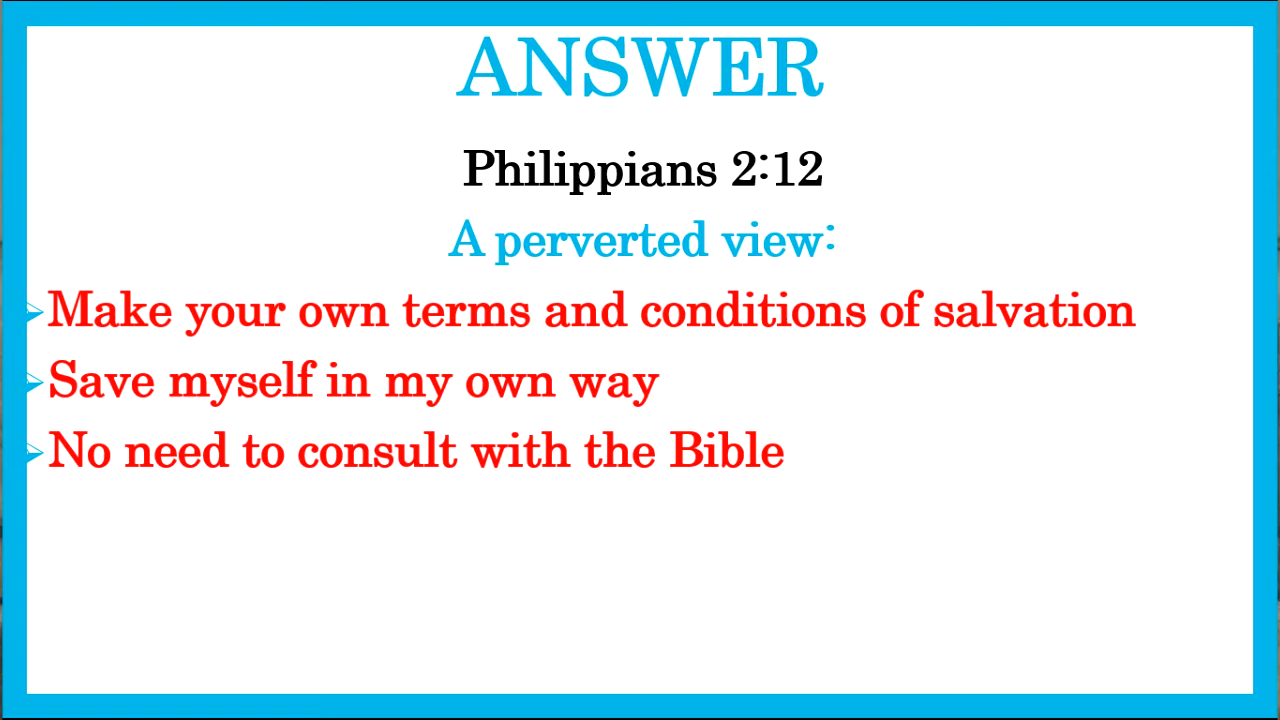 ANSWER
Philippians 2:12
A perverted view:
➢Make your own terms and conditions of salvation
➢Save myself in my own way
➢No need to consult with the Bible